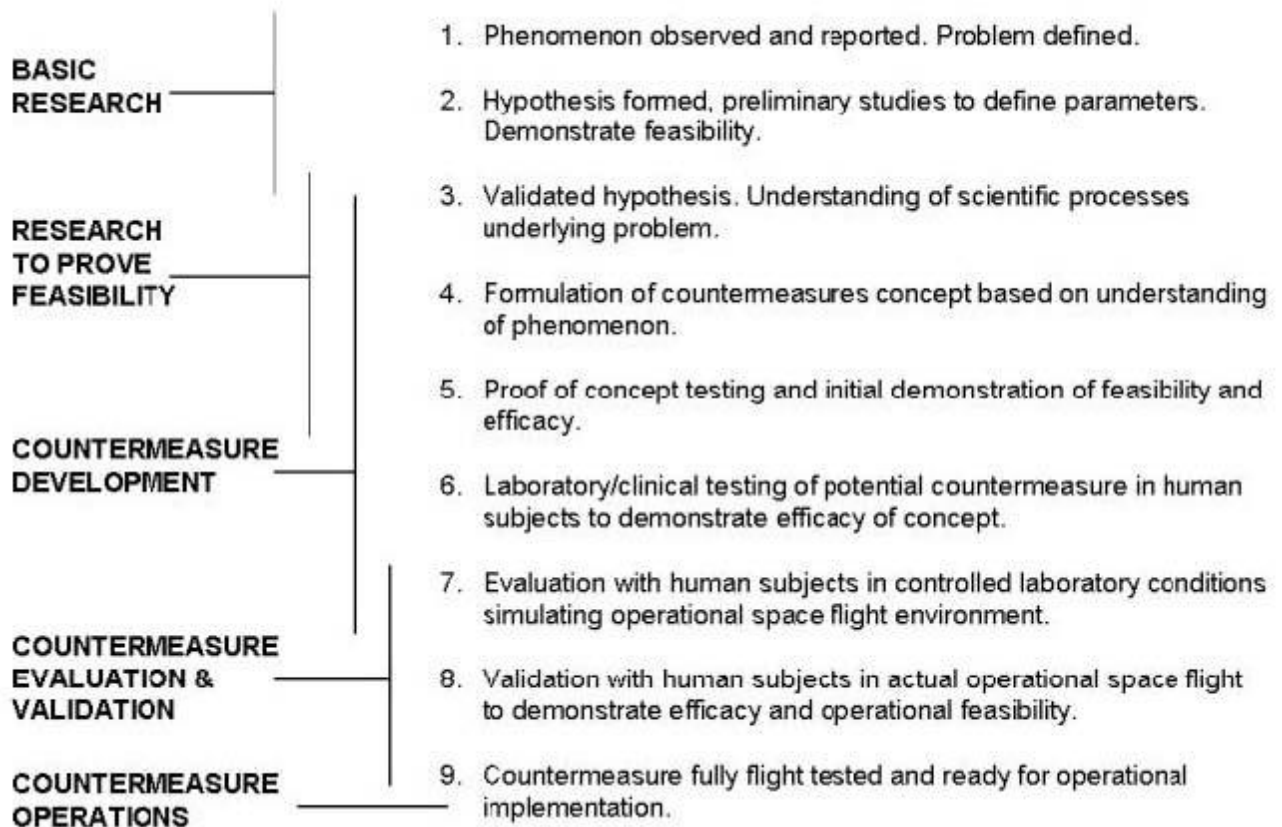 BASIC
RESEARCH
RESEARCH
TO PROVE
FEASIBILITY
COUNTERMEASURE
DEVELOPMENT
COUNTERMEASURE
EVALUATION &
VALIDATION
COUNTERMEASURE
OPERATIONS
1. Phenomenon observed and reported. Problem defined.
2. Hypothesis formed, preliminary studies to define parameters.
Demonstrate feasibility.
3. Validated hypothesis. Understanding of scientific processes
underlying problem.
4. Formulation of countermeasures concept based on understanding
of phenomenon.
5. Proof of concept testing and initial demonstration of feasibility and
efficacy.
6. Laboratory/clinical testing of potential countermeasure in human
subjects to demonstrate efficacy of concept.
7. Evaluation with human subjects in controlled laboratory conditions
simulating operational space flight environment.
8. Validation with human subjects in actual operational space flight
to demonstrate efficacy and operational feasibility.
9. Countermeasure fully flight tested and ready for operational
implementation.